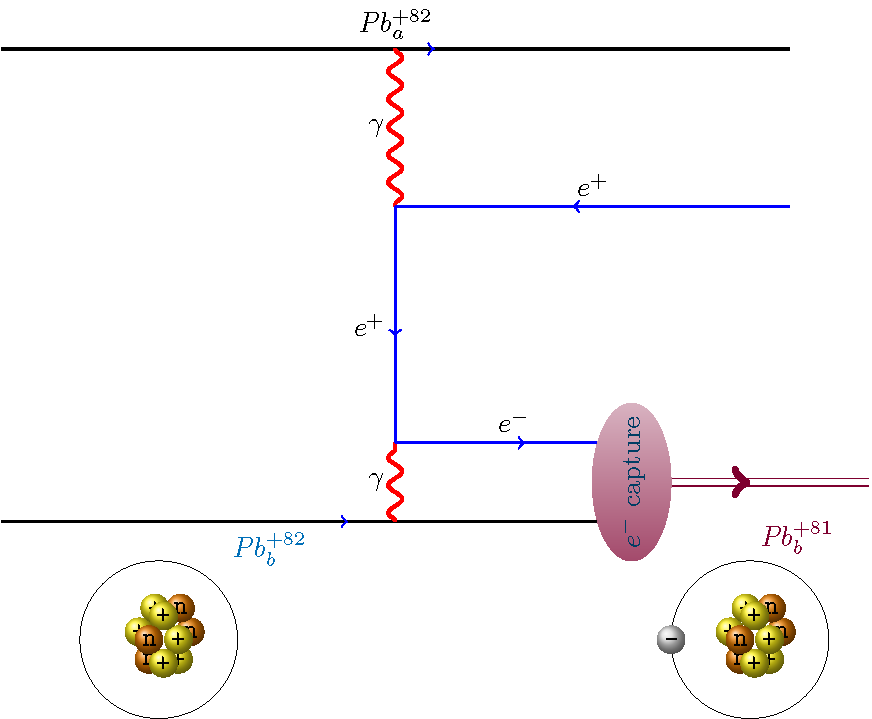 Pb_a^{+82}
γ
e^+
e^+
e^-
γ
e^- capture
Pb_b^{+82}
Pb_b^{+81}
+ n
+
+ n
n +
n + +
+ n
+
+ n
− n +
n + +